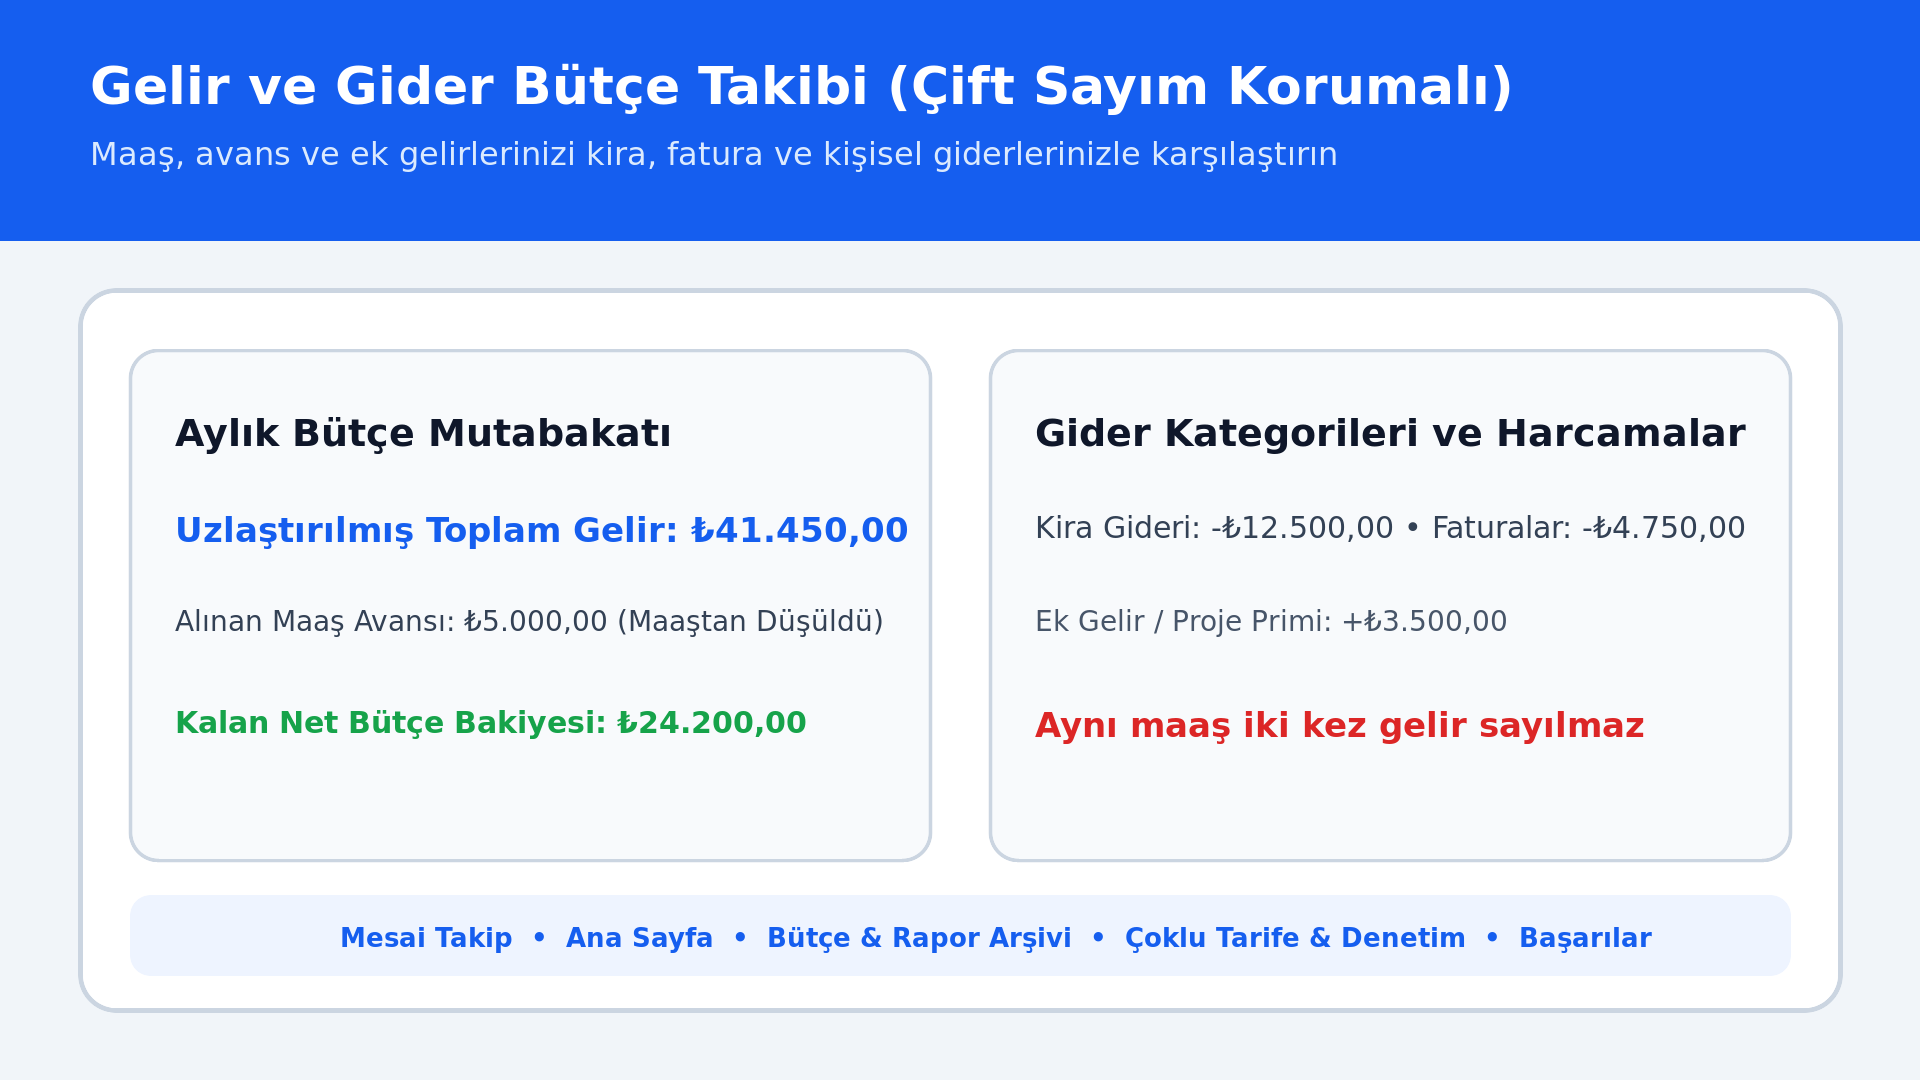 Gelir ve Gider Bütçe Takibi (Çift Sayım Korumalı)
Maaş, avans ve ek gelirlerinizi kira, fatura ve kişisel giderlerinizle karşılaştırın
Aylık Bütçe Mutabakatı
Uzlaştırılmış Toplam Gelir: ₺41.450,00
Alınan Maaş Avansı: ₺5.000,00 (Maaştan Düşüldü)
Kalan Net Bütçe Bakiyesi: ₺24.200,00
Gider Kategorileri ve Harcamalar
Kira Gideri: -₺12.500,00 • Faturalar: -₺4.750,00
Ek Gelir / Proje Primi: +₺3.500,00
Aynı maaş iki kez gelir sayılmaz
Mesai Takip • Ana Sayfa • Bütçe & Rapor Arşivi • Çoklu Tarife & Denetim • Başarılar